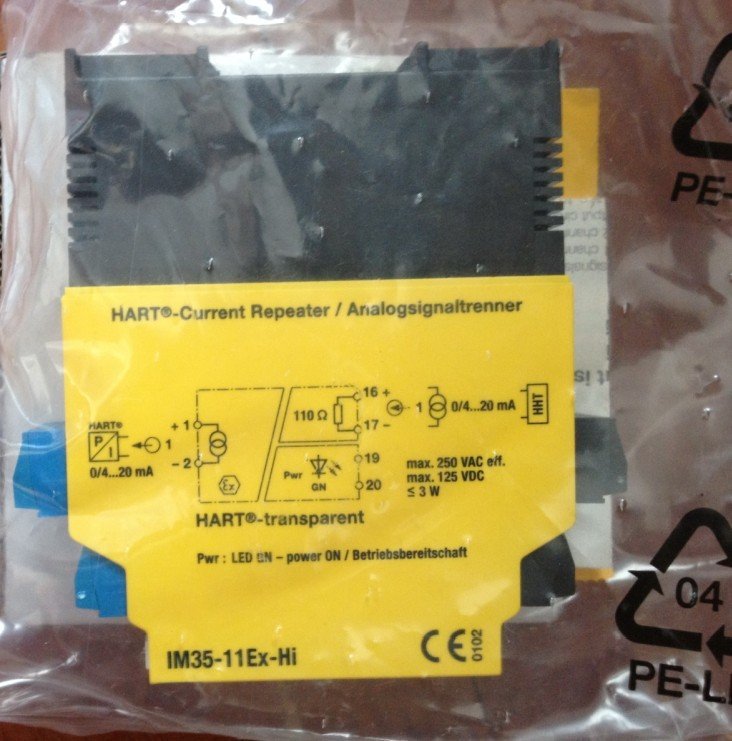 HART®-Current Repeater / Analogsignaltrenner
HART®
P
I
0/4...20 mA
1
+ 1
− 2
Ex
110 Ω
16 +
17 −
1
0/4...20 mA
HHT
Pwr
GN
19
20
max. 250 VAC eff.
max. 125 VDC
≤ 3 W
HART®-transparent
Pwr : LED GN – power ON / Betriebsbereitschaft
IM35-11Ex-Hi
CE
0102
PE-
04
PE-L